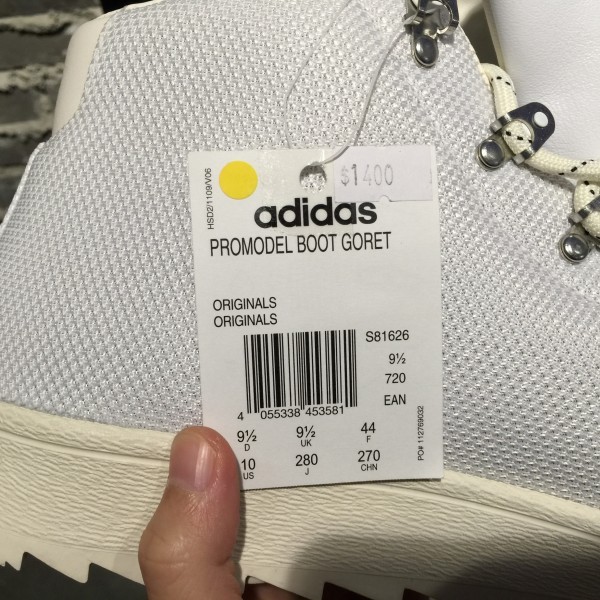 $1400
HSD2/1109/V06
adidas
PROMODEL BOOT GORET
ORIGINALS
ORIGINALS
S81626
9½
720
EAN
4 055338 453581
9½ 9½ 44
D UK F
10 280 270
US J CHN
PO# 112769032